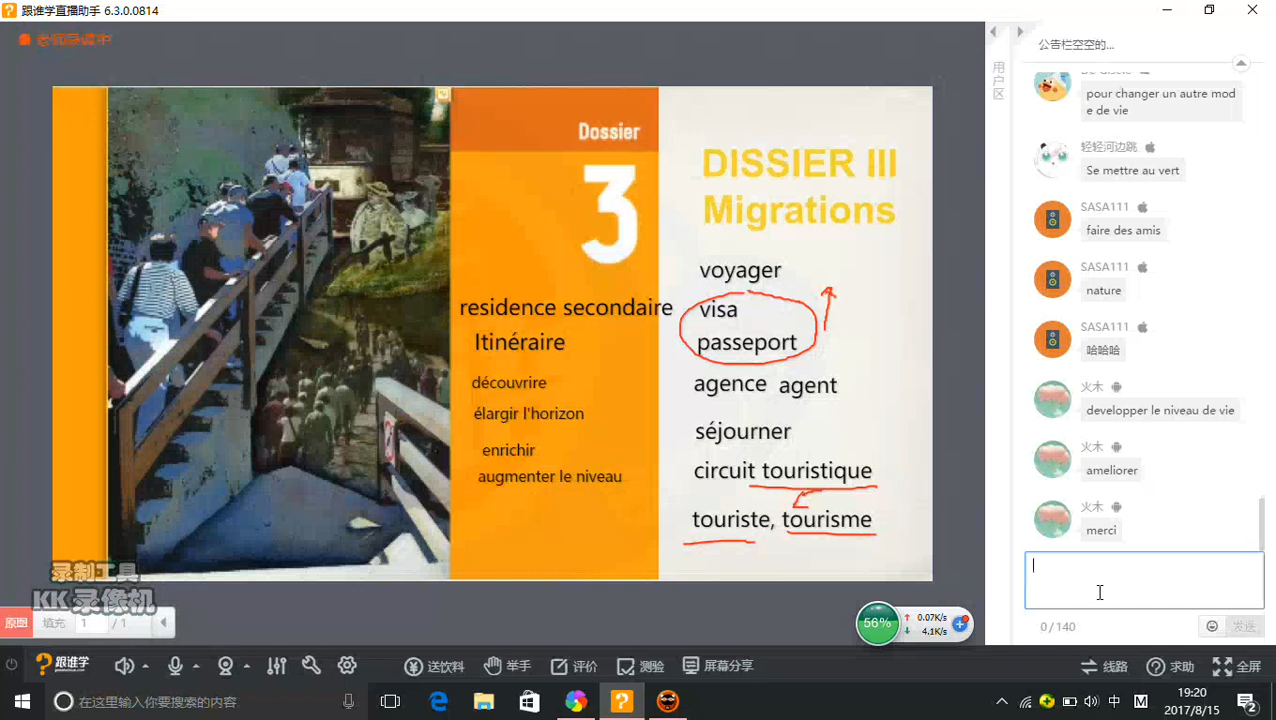 跟谁学直播助手 6.3.0.0814
老师录课中
公告栏空空的...
用户区
Dossier
3
DISSIER III
Migrations
voyager
residence secondaire
visa
Itinéraire
passeport
découvrire
agence agent
élargir l'horizon
séjourner
enrichir
augmenter le niveau
circuit touristique
touriste, tourisme
pour changer un autre mod
e de vie
轻轻河边跳
Se mettre au vert
SASA111
faire des amis
SASA111
nature
SASA111
哈哈哈
火木
developper le niveau de vie
火木
ameliorer
火木
merci
0 / 140
发送
录制工具
KK 录像机
原图 填充 1 / 1
56%
0.07K/s
4.1K/s
跟谁学
送饮料 举手 评价 测验 屏幕分享 线路 求助 全屏
在这里输入你要搜索的内容
中 M
19:20
2017/8/15
2